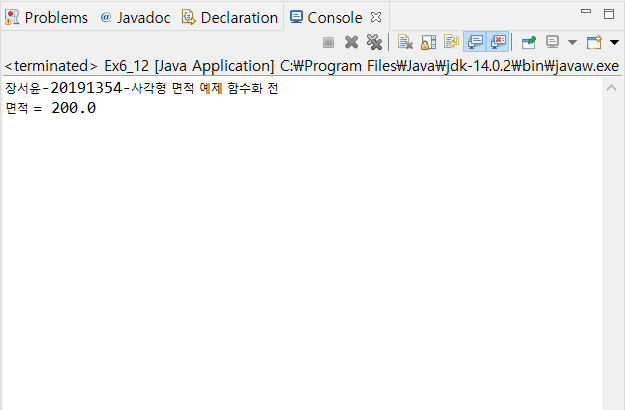 Problems @ Javadoc Declaration Console
<terminated> Ex6_12 [Java Application] C:₩Program Files₩Java₩jdk-14.0.2₩bin₩javaw.exe
장서윤-20191354-사각형 면적 예제 함수화 전
면적 = 200.0